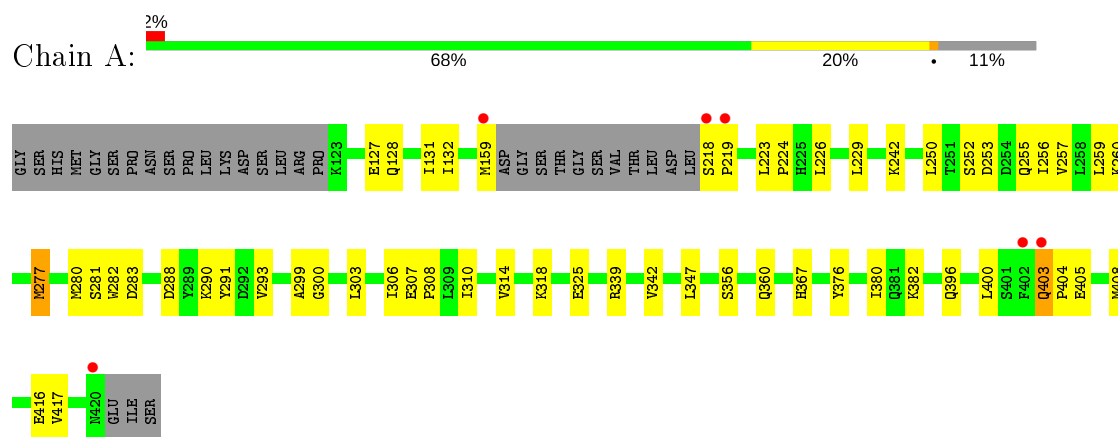 2%
Chain A:
68% 20% • 11%
GLY SER HIS MET GLY SER PRO ASN SER PRO LEU LYS ASP SER LEU ARG PRO K123 E127 Q128 I131 I132 M159 ASP GLY SER THR GLY SER VAL THR LEU ASP LEU S218 P219 L223 P224 H225 L226 L229 K242 L250 T251 S252 D253 D254 Q255 I256 V257 L258 L259 K260
M277 M280 S281 W282 D283 D288 Y289 K290 Y291 D292 V293 A299 G300 L303 I306 E307 P308 L309 I310 V314 K318 E325 R339 V342 L347 S356 Q360 H367 Y376 I380 Q381 K382 Q396 L400 S401 F402 Q403 P404 E405 M408
E416 V417 N420 GLU ILE SER